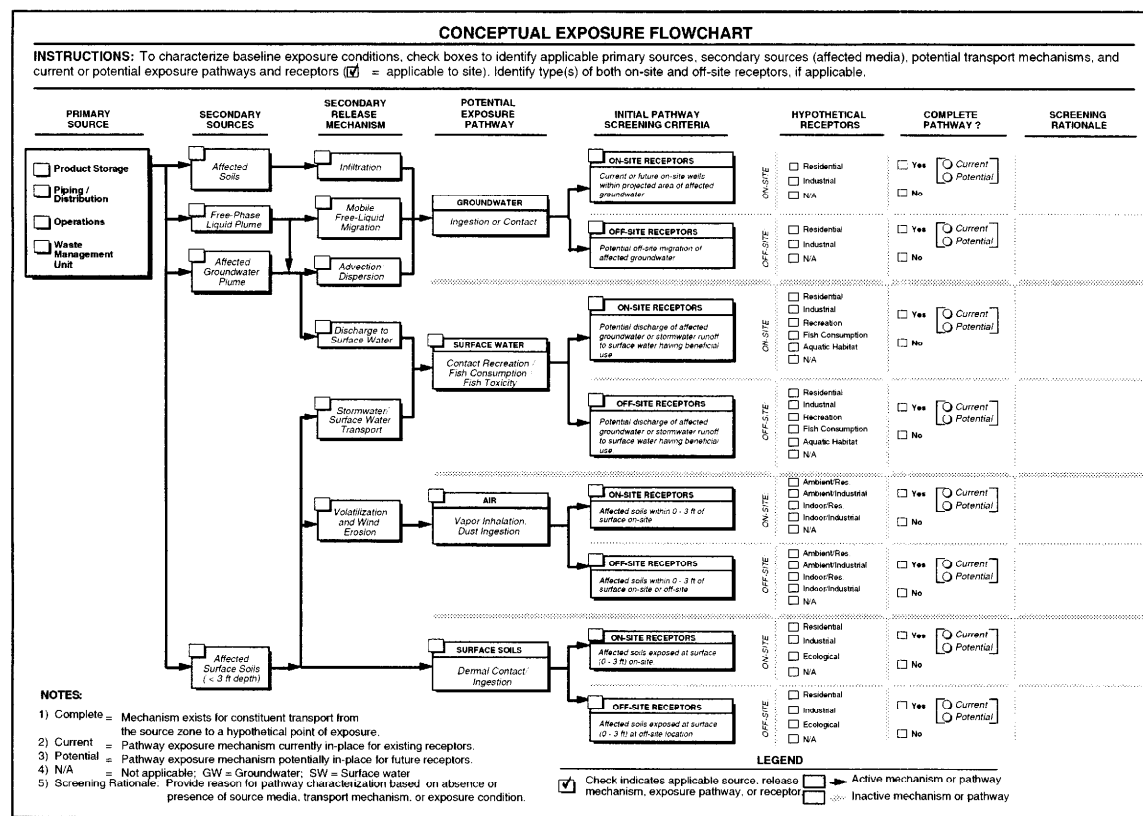 CONCEPTUAL EXPOSURE FLOWCHART
INSTRUCTIONS: To characterize baseline exposure conditions, check boxes to identify applicable primary sources, secondary sources (affected media), potential transport mechanisms, and
current or potential exposure pathways and receptors ( = applicable to site). Identify type(s) of both on-site and off-site receptors, if applicable.
PRIMARY
SOURCE
SECONDARY
SOURCES
SECONDARY
RELEASE
MECHANISM
POTENTIAL
EXPOSURE
PATHWAY
INITIAL PATHWAY
SCREENING CRITERIA
HYPOTHETICAL
RECEPTORS
COMPLETE
PATHWAY ?
SCREENING
RATIONALE
Product Storage
Piping /
Distribution
Operations
Waste
Management
Unit
Affected
Soils
Free-Phase
Liquid Plume
Affected
Groundwater
Plume
Affected
Surface Soils
( < 3 ft depth)
Infiltration
Mobile
Free-Liquid
Migration
Advection
Dispersion
Discharge to
Surface Water
Stormwater/
Surface Water
Transport
Volatilization
and Wind
Erosion
GROUNDWATER
Ingestion or Contact
SURFACE WATER
Contact Recreation /
Fish Consumption /
Fish Toxicity
AIR
Vapor Inhalation,
Dust Ingestion
SURFACE SOILS
Dermal Contact/
Ingestion
ON-SITE RECEPTORS
Current or future on-site wells
within projected area of affected
groundwater
ON-SITE
Residential
Industrial
N/A
Yes
No
Current
Potential
OFF-SITE RECEPTORS
Potential off-site migration of
affected groundwater
OFF-SITE
Residential
Industrial
N/A
Yes
No
Current
Potential
ON-SITE RECEPTORS
Potential discharge of affected
groundwater or stormwater runoff
to surface water having beneficial
use
ON-SITE
Residential
Industrial
Recreation
Fish Consumption
Aquatic Habitat
N/A
Yes
No
Current
Potential
OFF-SITE RECEPTORS
Potential discharge of affected
groundwater or stormwater runoff
to surface water having beneficial
use
OFF-SITE
Residential
Industrial
Recreation
Fish Consumption
Aquatic Habitat
N/A
Yes
No
Current
Potential
ON-SITE RECEPTORS
Affected soils within 0 - 3 ft of
surface on-site
ON-SITE
Ambient/Res.
Ambient/Industrial
Indoor/Res.
Indoor/Industrial
N/A
Yes
No
Current
Potential
OFF-SITE RECEPTORS
Affected soils within 0 - 3 ft of
surface on-site or off-site
OFF-SITE
Ambient/Res.
Ambient/Industrial
Indoor/Res.
Indoor/Industrial
N/A
Yes
No
Current
Potential
ON-SITE RECEPTORS
Affected soils exposed at surface
(0 - 3 ft) on-site
ON-SITE
Residential
Industrial
Ecological
N/A
Yes
No
Current
Potential
OFF-SITE RECEPTORS
Affected soils exposed at surface
(0 - 3 ft) at off-site location
OFF-SITE
Residential
Industrial
Ecological
N/A
Yes
No
Current
Potential
NOTES:
1) Complete = Mechanism exists for constituent transport from
the source zone to a hypothetical point of exposure.
2) Current = Pathway exposure mechanism currently in-place for existing receptors.
3) Potential = Pathway exposure mechanism potentially in-place for future receptors.
4) N/A = Not applicable; GW = Groundwater; SW = Surface water
5) Screening Rationale: Provide reason for pathway characterization based on absence or
presence of source media, transport mechanism, or exposure condition.
LEGEND
Check indicates applicable source, release
mechanism, exposure pathway, or receptor
Active mechanism or pathway
Inactive mechanism or pathway